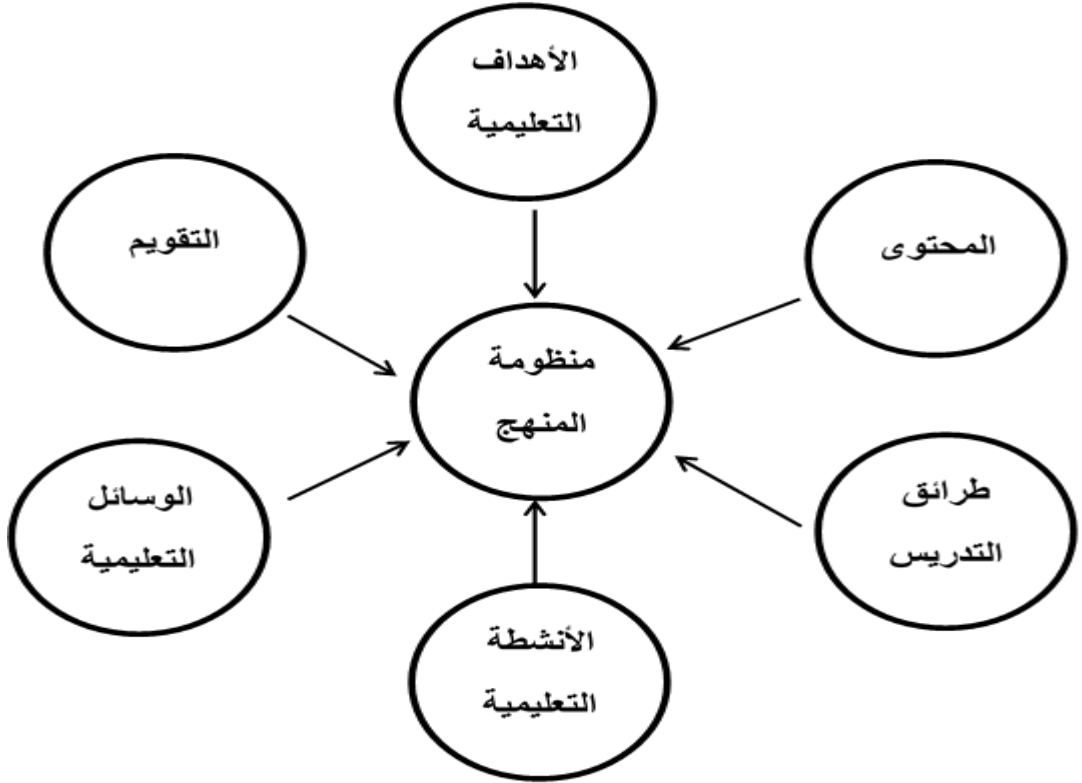 الأهداف
التعليمية
المحتوى
التقويم
منظومة
المنهج
طرائق
التدريس
الوسائل
التعليمية
الأنشطة
التعليمية